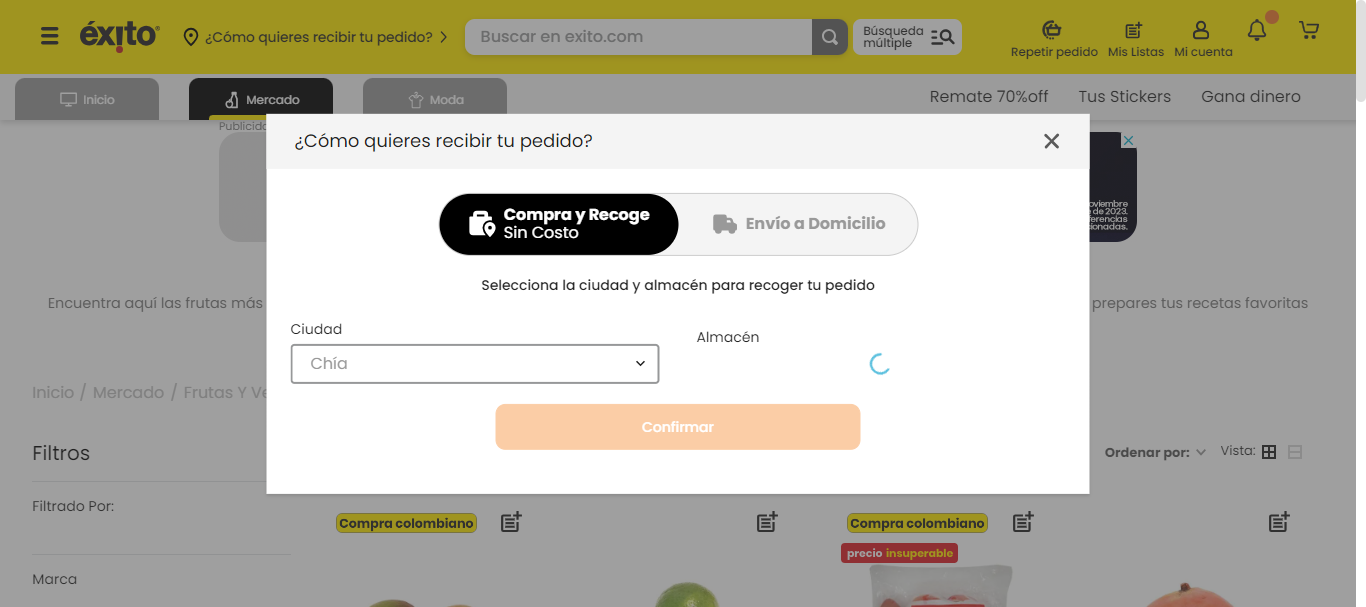 éxito
¿Cómo quieres recibir tu pedido?
Buscar en exito.com
Búsqueda
múltiple
Repetir pedido
Mis Listas
Mi cuenta
Inicio
Mercado
Moda
Remate 70%off
Tus Stickers
Gana dinero
Publicida
¿Cómo quieres recibir tu pedido?
Compra y Recoge
Sin Costo
Envío a Domicilio
oviembre
e de 2023.
ferencias
cionadas.
Selecciona la ciudad y almacén para recoger tu pedido
Encuentra aquí las frutas más
prepares tus recetas favoritas
Ciudad
Almacén
Chía
Inicio / Mercado / Frutas Y Ve
Confirmar
Filtros
Ordenar por:
Vista:
Filtrado Por:
Compra colombiano
Compra colombiano
precio insuperable
Marca